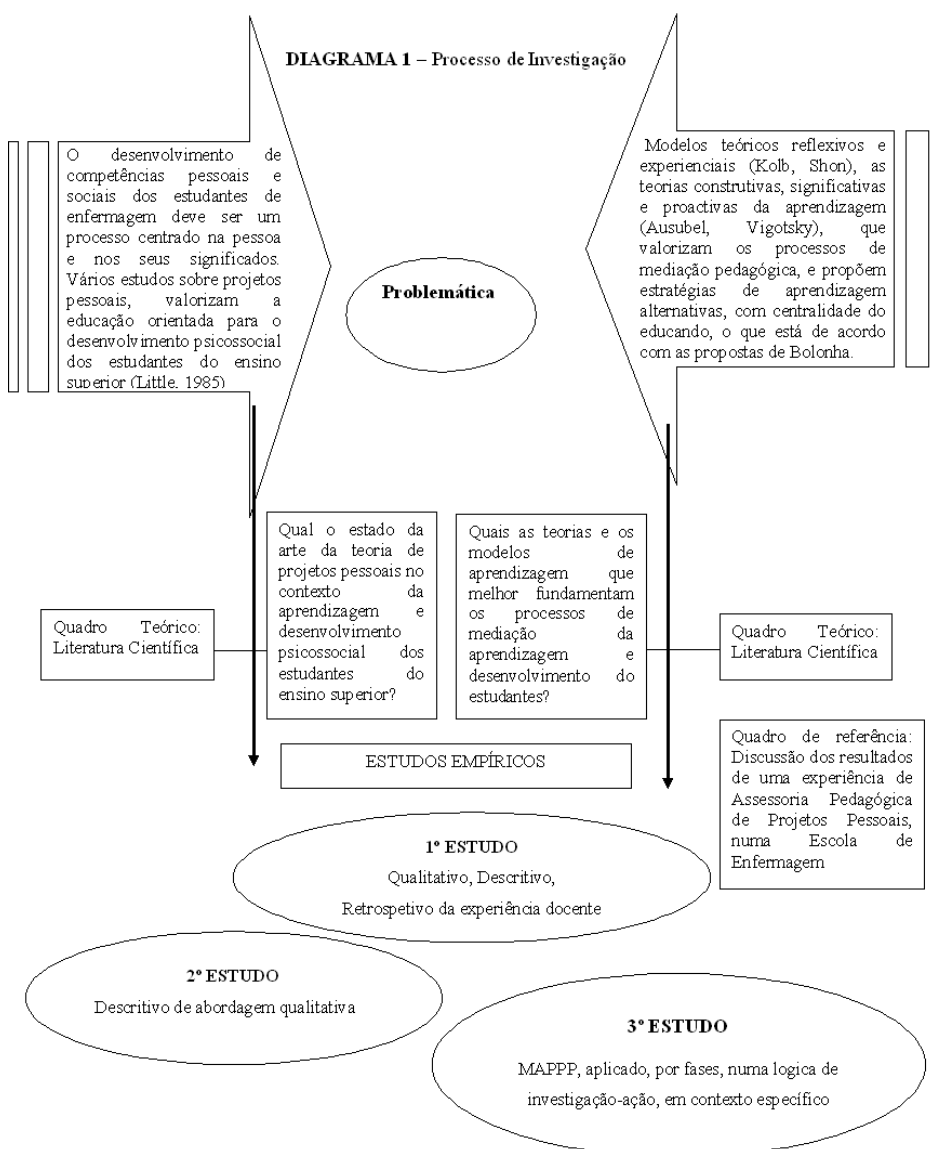 DIAGRAMA 1 – Processo de Investigação
O desenvolvimento de
competências pessoais e
sociais dos estudantes de
enfermagem deve ser um
processo centrado na pessoa
e nos seus significados.
Vários estudos sobre projetos
pessoais, valorizam a
educação orientada para o
desenvolvimento psicossocial
dos estudantes do ensino
superior (Little, 1985)
Problemática
Modelos teóricos reflexivos e
experienciais (Kolb, Shon), as
teorias construtivas, significativas
e proactivas da aprendizagem
(Ausubel, Vigotsky), que
valorizam os processos de
mediação pedagógica, e propõem
estratégias de aprendizagem
alternativas, com centralidade do
educando, o que está de acordo
com as propostas de Bolonha.
Qual o estado da
arte da teoria de
projetos pessoais no
contexto da
aprendizagem e
desenvolvimento
psicossocial dos
estudantes do
ensino superior?
Quais as teorias e os
modelos de
aprendizagem que
melhor fundamentam
os processos de
mediação da
aprendizagem e
desenvolvimento do
estudantes?
Quadro Teórico:
Literatura Científica
Quadro Teórico:
Literatura Científica
Quadro de referência:
Discussão dos resultados
de uma experiência de
Assessoria Pedagógica
de Projetos Pessoais,
numa Escola de
Enfermagem
ESTUDOS EMPÍRICOS
1º ESTUDO
Qualitativo, Descritivo,
Retrospetivo da experiência docente
2º ESTUDO
Descritivo de abordagem qualitativa
3º ESTUDO
MAPPP, aplicado, por fases, numa logica de
investigação-ação, em contexto específico